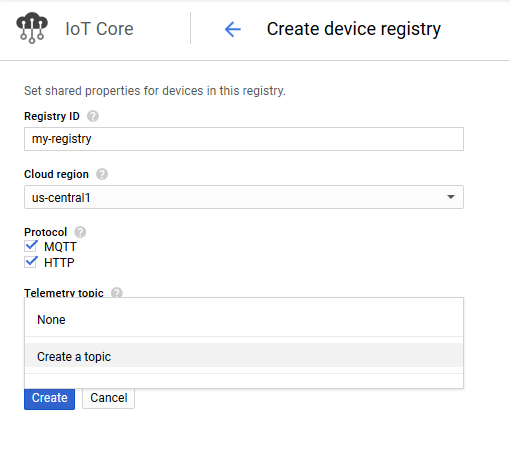 IoT Core
Create device registry
Set shared properties for devices in this registry.
Registry ID ?
my-registry
Cloud region ?
us-central1
Protocol ?
MQTT
HTTP
Telemetry topic ?
None
Create a topic
Create Cancel